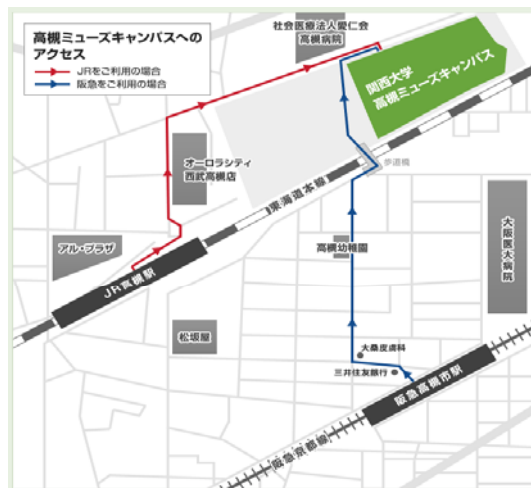 高槻ミューズキャンパスへの
アクセス
JRをご利用の場合
阪急をご利用の場合
社会医療法人愛仁会
高槻病院
関西大学
高槻ミューズキャンパス
オーロラシティ
西武高槻店
歩道橋
東海道本線
大阪医大病院
アル・プラザ
高槻幼稚園
JR高槻駅
松坂屋
大桑皮膚科
三井住友銀行
阪急高槻市駅
阪急京都線